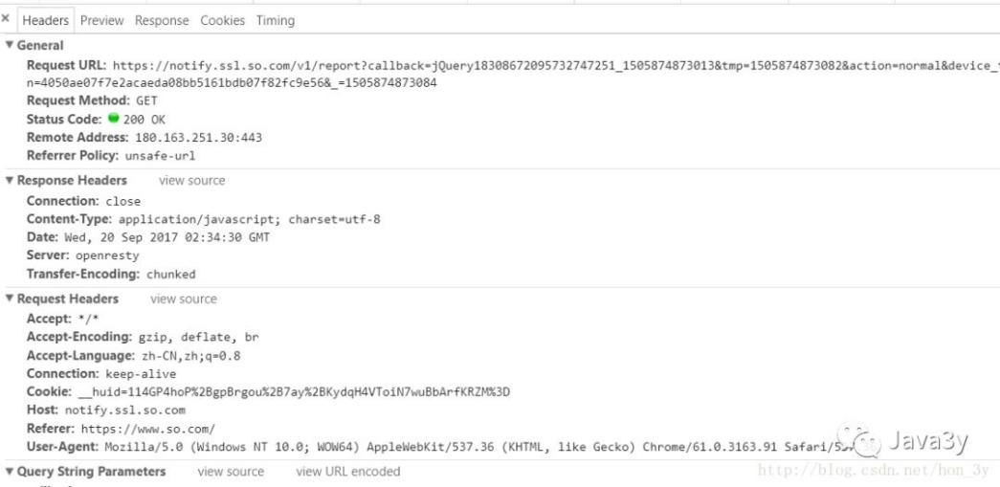 × Headers Preview Response Cookies Timing
▼ General
Request URL: https://notify.ssl.so.com/v1/report?callback=jQuery18308672095732747251_1505874873013&tmp=1505874873082&action=normal&device_
n=4050ae07f7e2acaeda08bb5161bdb07f82fc9e56&_=1505874873084
Request Method: GET
Status Code: 200 OK
Remote Address: 180.163.251.30:443
Referrer Policy: unsafe-url
▼ Response Headers view source
Connection: close
Content-Type: application/javascript; charset=utf-8
Date: Wed, 20 Sep 2017 02:34:30 GMT
Server: openresty
Transfer-Encoding: chunked
▼ Request Headers view source
Accept: */*
Accept-Encoding: gzip, deflate, br
Accept-Language: zh-CN,zh;q=0.8
Connection: keep-alive
Cookie: __huid=114GP4hoP%2BgpBrgou%2B7ay%2BKydqH4VToiN7wuBbArfKRZM%3D
Host: notify.ssl.so.com
Referer: https://www.so.com/
User-Agent: Mozilla/5.0 (Windows NT 10.0; WOW64) AppleWebKit/537.36 (KHTML, like Gecko) Chrome/61.0.3163.91 Safari/537
Java3y
▼ Query String Parameters view source view URL encoded
http://blog.csdn.net/hon_3y